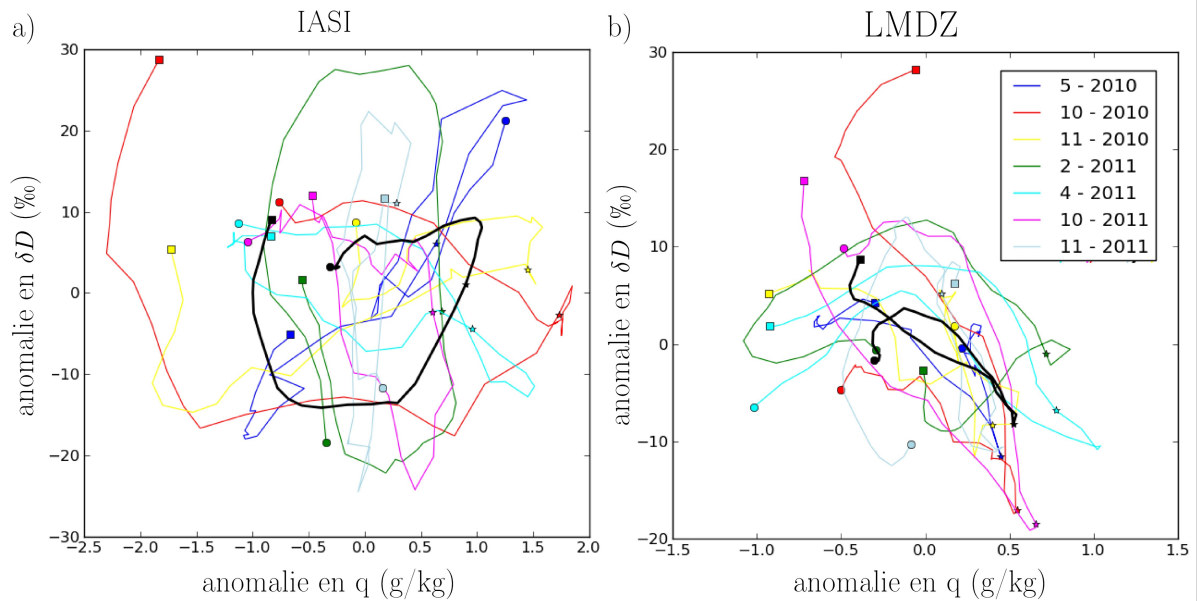 a)
IASI
b)
LMDZ
30
20
10
0
−10
−20
−30
−2.5 −2.0 −1.5 −1.0 −0.5 0.0 0.5 1.0 1.5 2.0
anomalie en δD (‰)
anomalie en q (g/kg)
30
20
10
0
−10
−20
−1.5 −1.0 −0.5 0.0 0.5 1.0 1.5
anomalie en δD (‰)
anomalie en q (g/kg)
5 - 2010
10 - 2010
11 - 2010
2 - 2011
4 - 2011
10 - 2011
11 - 2011